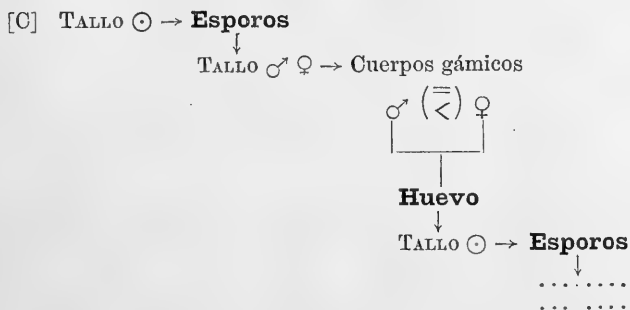 [C] TALLO ⊙ → Esporos
↓
TALLO ♂ ♀ → Cuerpos gámicos
♂ (⋜) ♀
Huevo
↓
TALLO ⊙ → Esporos
↓
.........
... ....